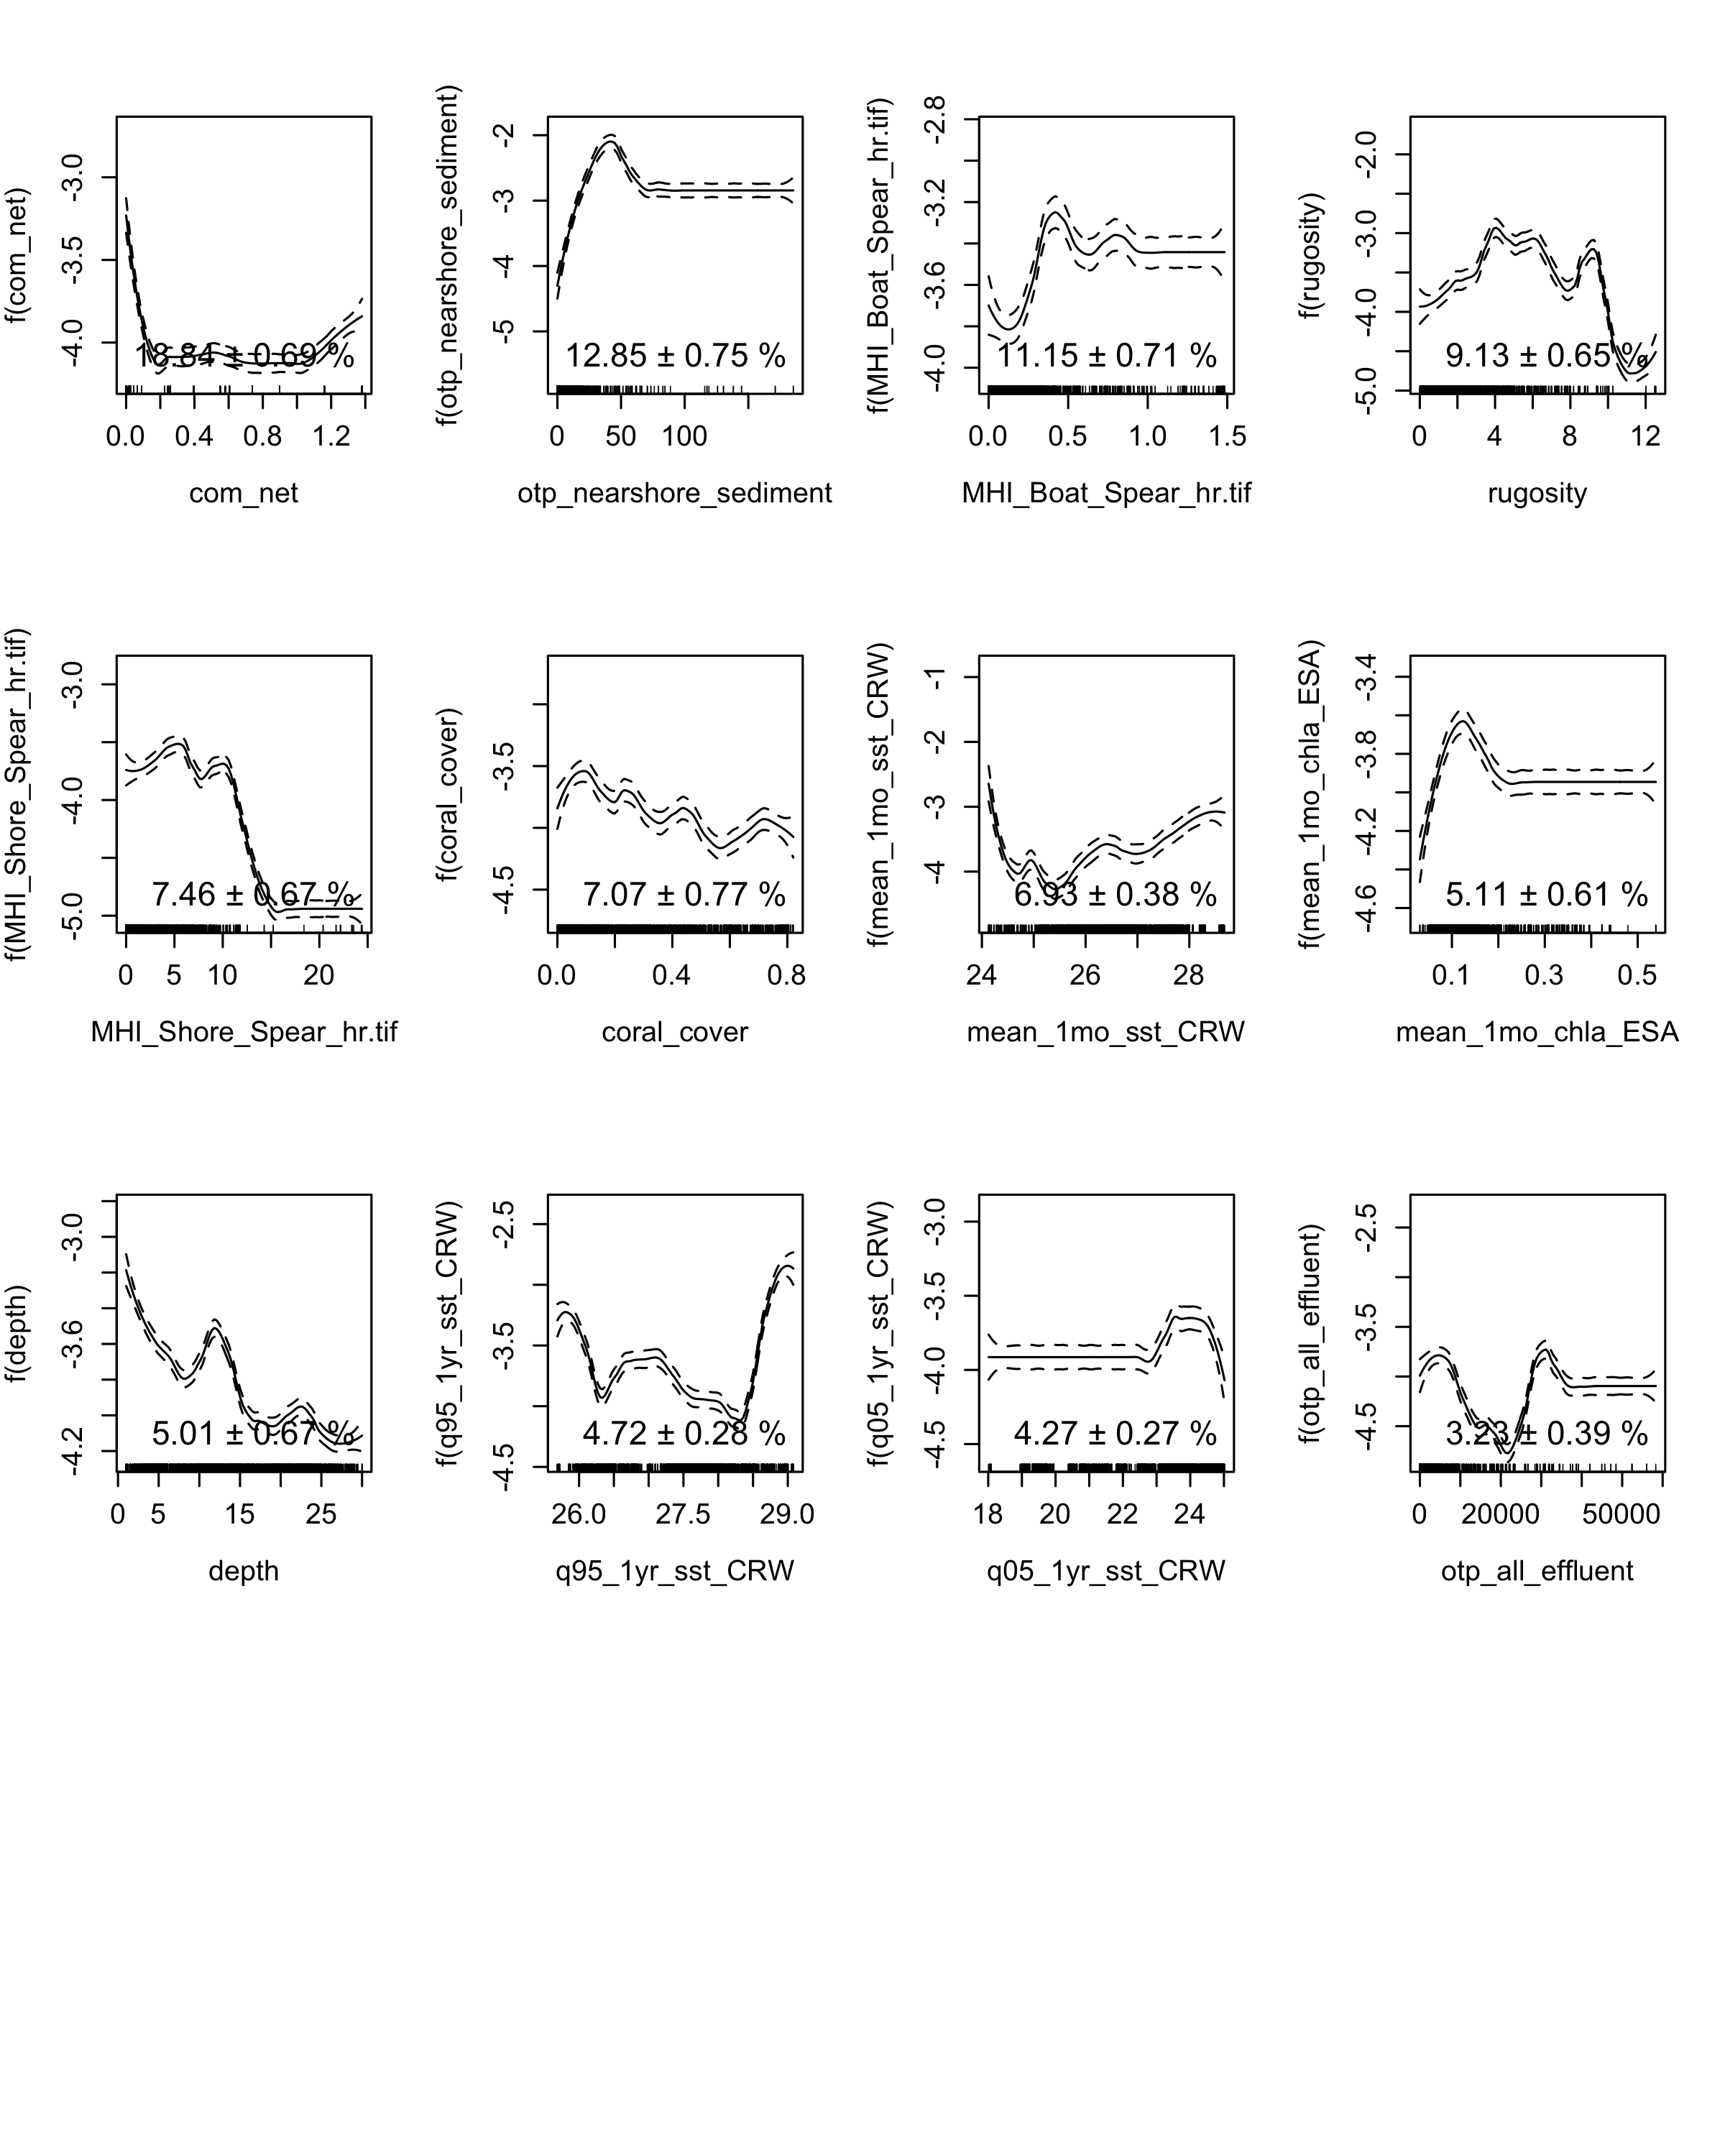 f(com_net)
-3.0
-3.5
-4.0
18.84 ± 0.69 %
0.0 0.4 0.8 1.2
com_net
f(otp_nearshore_sediment)
-2
-3
-4
-5
12.85 ± 0.75 %
0 50 100
otp_nearshore_sediment
f(MHI_Boat_Spear_hr.tif)
-2.8
-3.2
-3.6
-4.0
11.15 ± 0.71 %
0.0 0.5 1.0 1.5
MHI_Boat_Spear_hr.tif
f(rugosity)
-2.0
-3.0
-4.0
-5.0
9.13 ± 0.65 %
0 4 8 12
rugosity
f(MHI_Shore_Spear_hr.tif)
-3.0
-4.0
-5.0
7.46 ± 0.67 %
0 5 10 20
MHI_Shore_Spear_hr.tif
f(coral_cover)
-3.5
-4.5
7.07 ± 0.77 %
0.0 0.4 0.8
coral_cover
f(mean_1mo_sst_CRW)
-1
-2
-3
-4
6.93 ± 0.38 %
24 26 28
mean_1mo_sst_CRW
f(mean_1mo_chla_ESA)
-3.4
-3.8
-4.2
-4.6
5.11 ± 0.61 %
0.1 0.3 0.5
mean_1mo_chla_ESA
f(depth)
-3.0
-3.6
-4.2
5.01 ± 0.67 %
0 5 15 25
depth
f(q95_1yr_sst_CRW)
-2.5
-3.5
-4.5
4.72 ± 0.28 %
26.0 27.5 29.0
q95_1yr_sst_CRW
f(q05_1yr_sst_CRW)
-3.0
-3.5
-4.0
-4.5
4.27 ± 0.27 %
18 20 22 24
q05_1yr_sst_CRW
f(otp_all_effluent)
-2.5
-3.5
-4.5
3.23 ± 0.39 %
0 20000 50000
otp_all_effluent